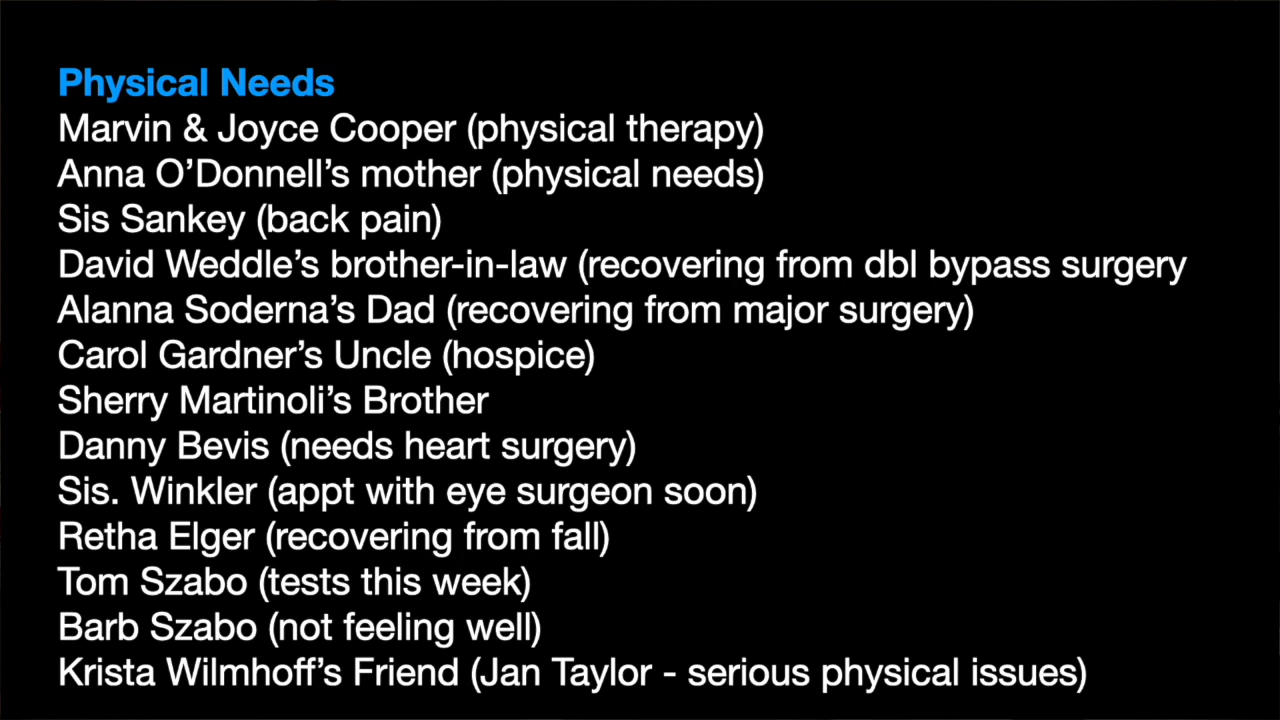 Physical Needs
Marvin & Joyce Cooper (physical therapy)
Anna O’Donnell’s mother (physical needs)
Sis Sankey (back pain)
David Weddle’s brother-in-law (recovering from dbl bypass surgery
Alanna Soderna’s Dad (recovering from major surgery)
Carol Gardner’s Uncle (hospice)
Sherry Martinoli’s Brother
Danny Bevis (needs heart surgery)
Sis. Winkler (appt with eye surgeon soon)
Retha Elger (recovering from fall)
Tom Szabo (tests this week)
Barb Szabo (not feeling well)
Krista Wilmhoff’s Friend (Jan Taylor - serious physical issues)